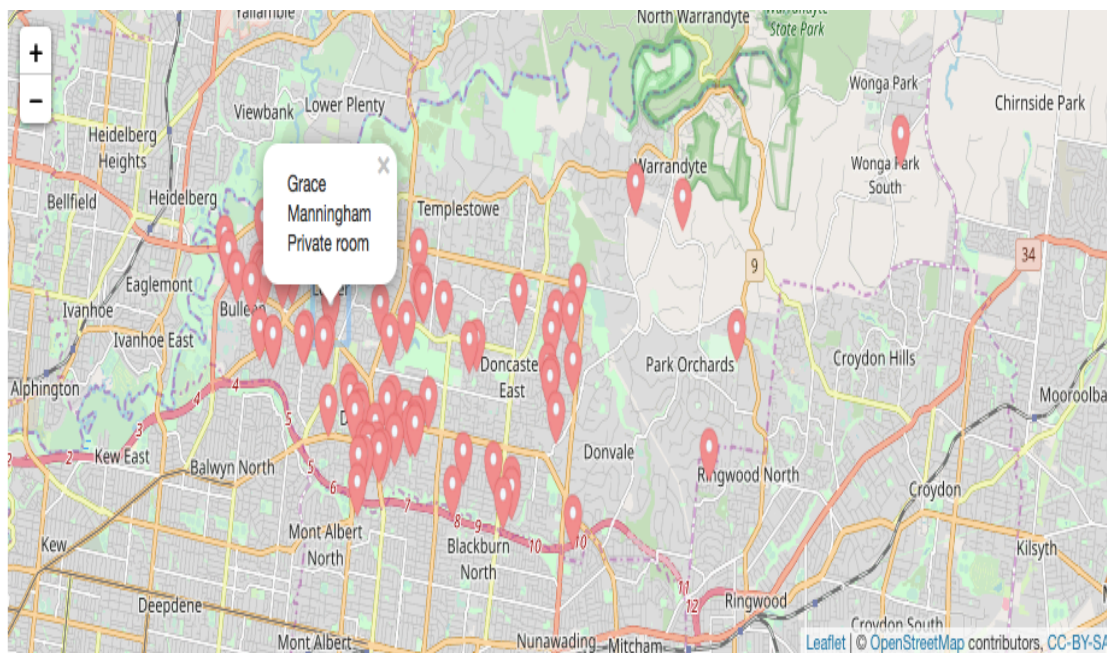 Yallambie
North Warrandyte
Warrandyte
State Park
+
−
Wonga Park
Chirnside Park
Lower Plenty
Viewbank
Heidelberg
Heights
Wonga Park
South
Warrandyte
×
Grace
Manningham
Private room
Bellfield
Heidelberg
Templestowe
34
9
Eaglemont
Ivanhoe
Bulleen
Ivanhoe East
Doncaster
East
Park Orchards
Croydon Hills
Alphington
Mooroolba
4
4
3
5
2
2
Kew East
Balwyn North
5
Donvale
Ringwood North
6
7
Croydon
Mont Albert
North
8
9
Kew
Blackburn
North
10
10
Kilsyth
11
12
Deepdene
Ringwood
Croydon South
Mont Albert
Nunawading
Mitcham
Leaflet | © OpenStreetMap contributors, CC-BY-SA